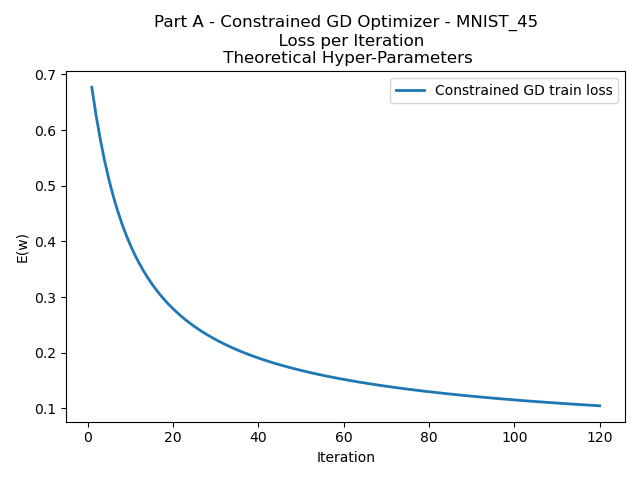 Part A - Constrained GD Optimizer - MNIST_45
Loss per Iteration
Theoretical Hyper-Parameters
Constrained GD train loss
E(w)
0.7
0.6
0.5
0.4
0.3
0.2
0.1
0 20 40 60 80 100 120
Iteration